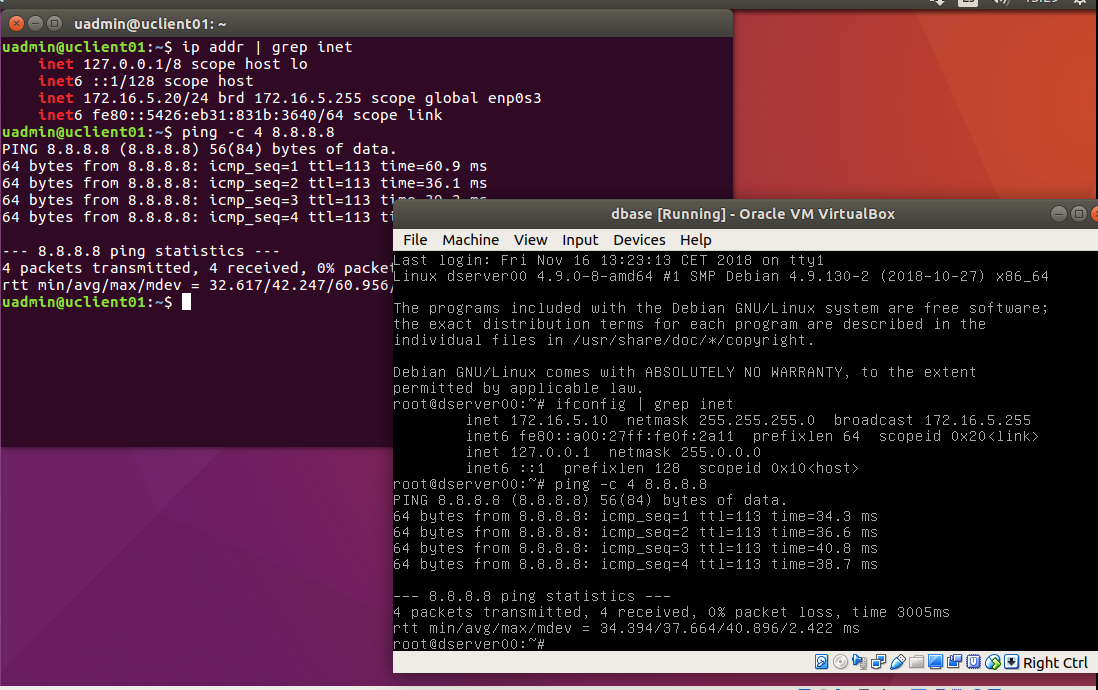 uadmin@uclient01: ~
uadmin@uclient01:~$ ip addr | grep inet
    inet 127.0.0.1/8 scope host lo
    inet6 ::1/128 scope host
    inet 172.16.5.20/24 brd 172.16.5.255 scope global enp0s3
    inet6 fe80::5426:eb31:831b:3640/64 scope link
uadmin@uclient01:~$ ping -c 4 8.8.8.8
PING 8.8.8.8 (8.8.8.8) 56(84) bytes of data.
64 bytes from 8.8.8.8: icmp_seq=1 ttl=113 time=60.9 ms
64 bytes from 8.8.8.8: icmp_seq=2 ttl=113 time=36.1 ms
64 bytes from 8.8.8.8: icmp_seq=3 ttl=113
64 bytes from 8.8.8.8: icmp_seq=4 ttl=113 ti
--- 8.8.8.8 ping statistics ---
4 packets transmitted, 4 received, 0% packet
rtt min/avg/max/mdev = 32.617/42.247/60.956/
uadmin@uclient01:~$
dbase [Running] - Oracle VM VirtualBox
File Machine View Input Devices Help
Last login: Fri Nov 16 13:23:13 CET 2018 on tty1
Linux dserver00 4.9.0-8-amd64 #1 SMP Debian 4.9.130-2 (2018-10-27) x86_64
The programs included with the Debian GNU/Linux system are free software;
the exact distribution terms for each program are described in the
individual files in /usr/share/doc/*/copyright.
Debian GNU/Linux comes with ABSOLUTELY NO WARRANTY, to the extent
permitted by applicable law.
root@dserver00:~# ifconfig | grep inet
        inet 172.16.5.10  netmask 255.255.255.0  broadcast 172.16.5.255
        inet6 fe80::a00:27ff:fe0f:2a11  prefixlen 64  scopeid 0x20<link>
        inet 127.0.0.1  netmask 255.0.0.0
        inet6 ::1  prefixlen 128  scopeid 0x10<host>
root@dserver00:~# ping -c 4 8.8.8.8
PING 8.8.8.8 (8.8.8.8) 56(84) bytes of data.
64 bytes from 8.8.8.8: icmp_seq=1 ttl=113 time=34.3 ms
64 bytes from 8.8.8.8: icmp_seq=2 ttl=113 time=36.6 ms
64 bytes from 8.8.8.8: icmp_seq=3 ttl=113 time=40.8 ms
64 bytes from 8.8.8.8: icmp_seq=4 ttl=113 time=38.7 ms
--- 8.8.8.8 ping statistics ---
4 packets transmitted, 4 received, 0% packet loss, time 3005ms
rtt min/avg/max/mdev = 34.394/37.664/40.896/2.422 ms
root@dserver00:~#
Right Ctrl